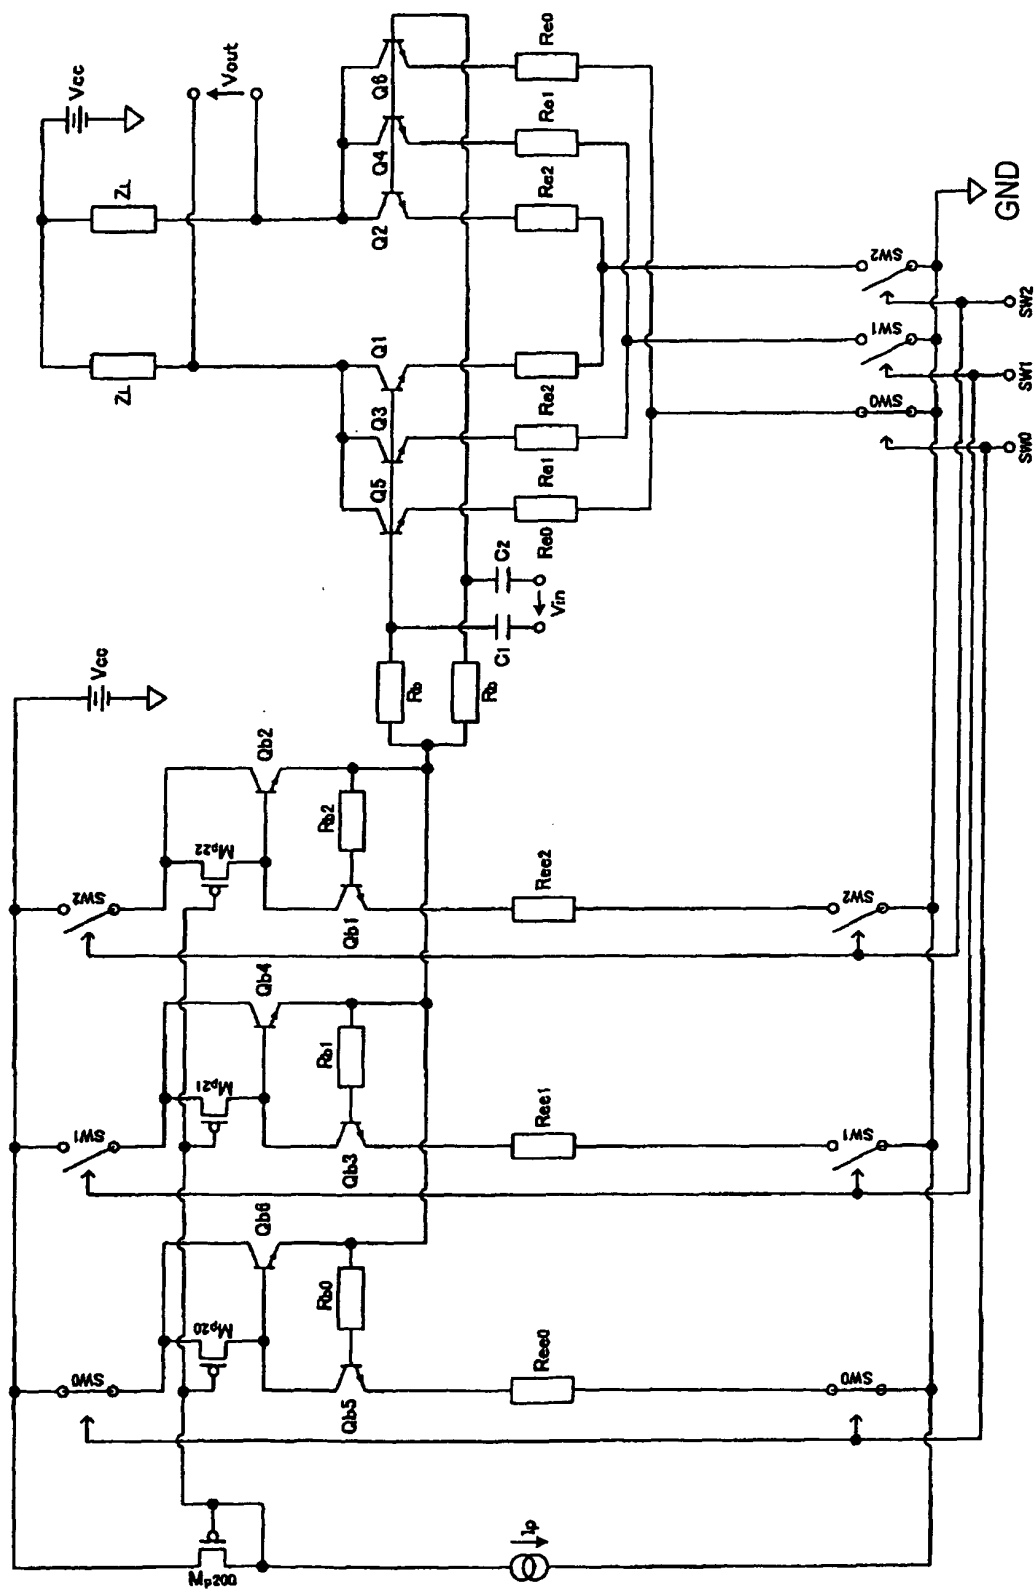 Vcc
ZL
ZL
Vout
Q6
Q4
Q2
Q1
Q3
Q5
Re0
Re1
Re2
Re2
Re1
Re0
C2
C1
Vin
Rb
Rb
SW2
SW1
SW0
GND
SW2
SW1
SW0
Vcc
SW2
Mp22
Qb2
Rb2
Qb1
Ree2
SW2
SW1
Mp21
Qb4
Rb1
Qb3
Ree1
SW1
SW0
Mp20
Qb6
Rb0
Qb5
Ree0
SW0
Mp200
Ip